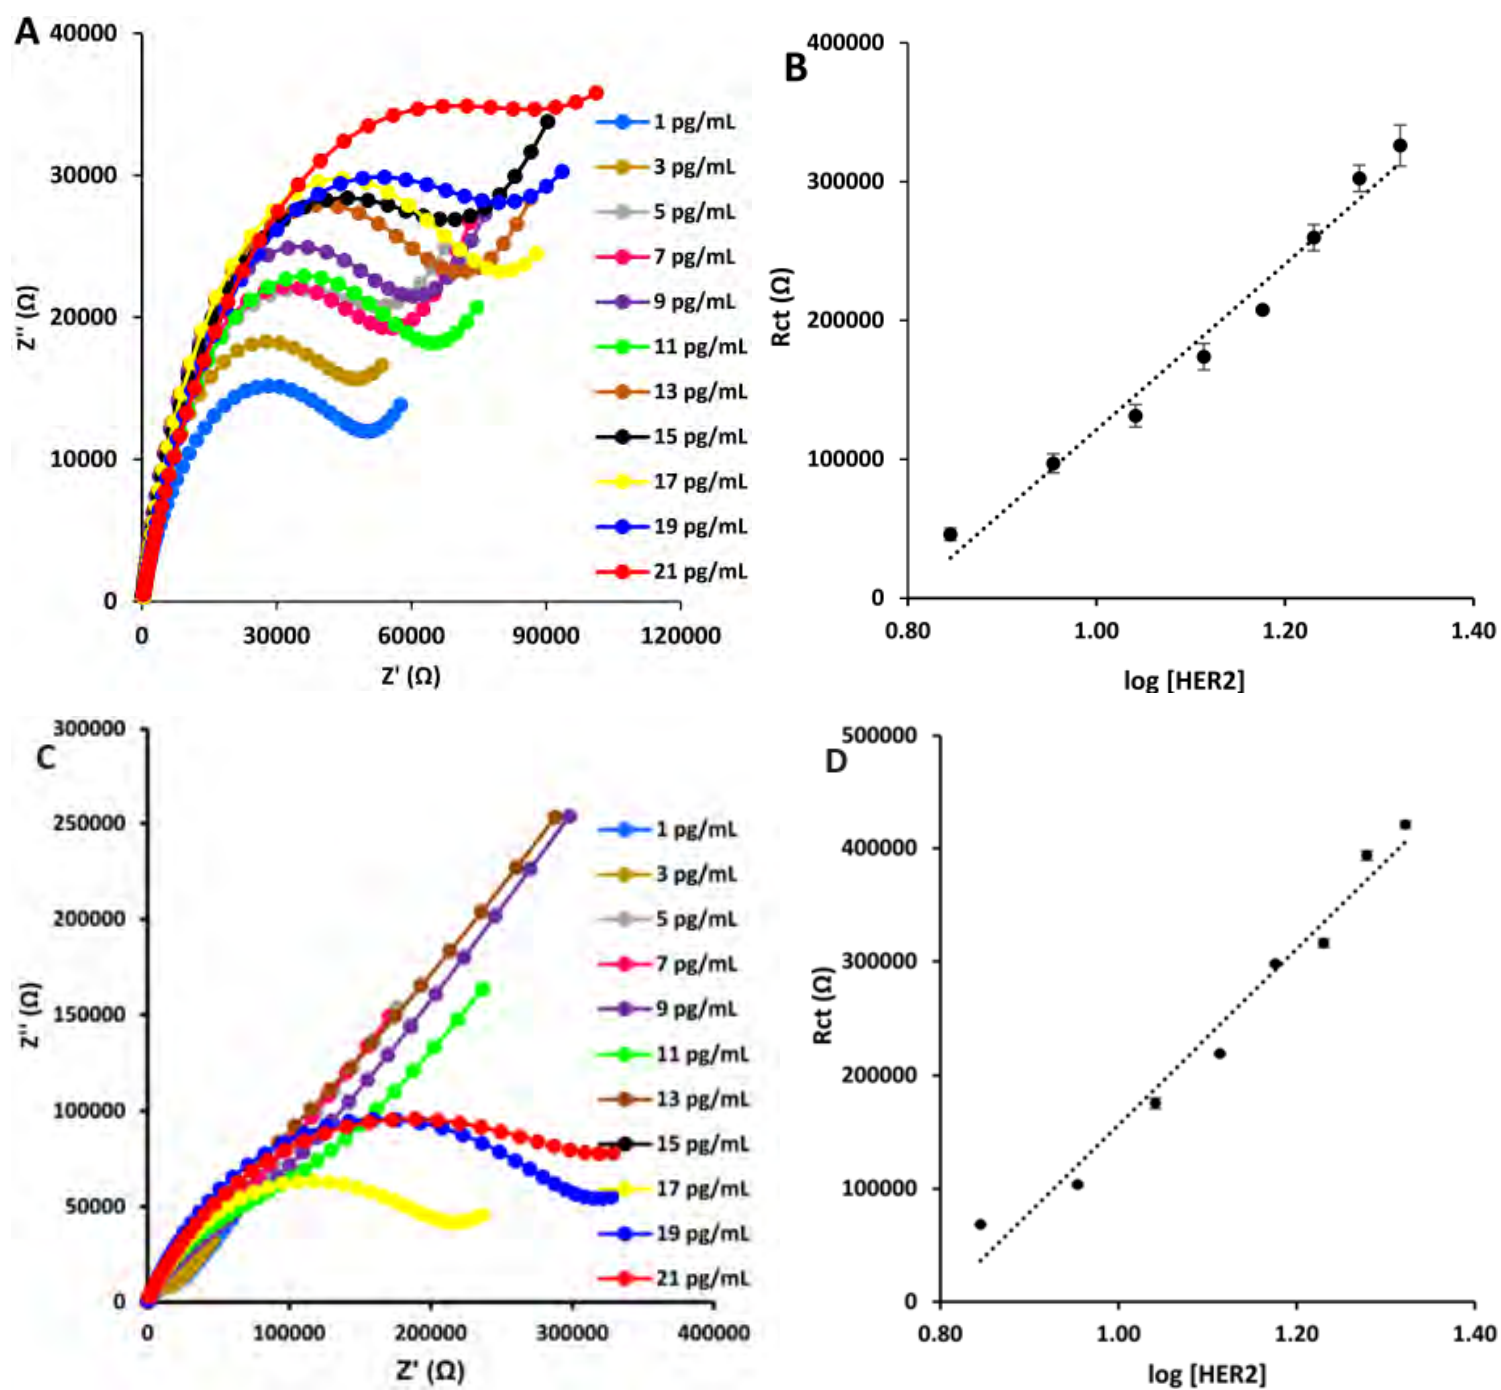 A
40000
30000
20000
10000
0
Z'' (Ω)
0 30000 60000 90000 120000
Z' (Ω)
1 pg/mL
3 pg/mL
5 pg/mL
7 pg/mL
9 pg/mL
11 pg/mL
13 pg/mL
15 pg/mL
17 pg/mL
19 pg/mL
21 pg/mL
B
400000
300000
200000
100000
0
Rct (Ω)
0.80 1.00 1.20 1.40
log [HER2]
C
300000
250000
200000
150000
100000
50000
0
Z'' (Ω)
0 100000 200000 300000 400000
Z' (Ω)
1 pg/mL
3 pg/mL
5 pg/mL
7 pg/mL
9 pg/mL
11 pg/mL
13 pg/mL
15 pg/mL
17 pg/mL
19 pg/mL
21 pg/mL
D
500000
400000
300000
200000
100000
0
Rct (Ω)
0.80 1.00 1.20 1.40
log [HER2]